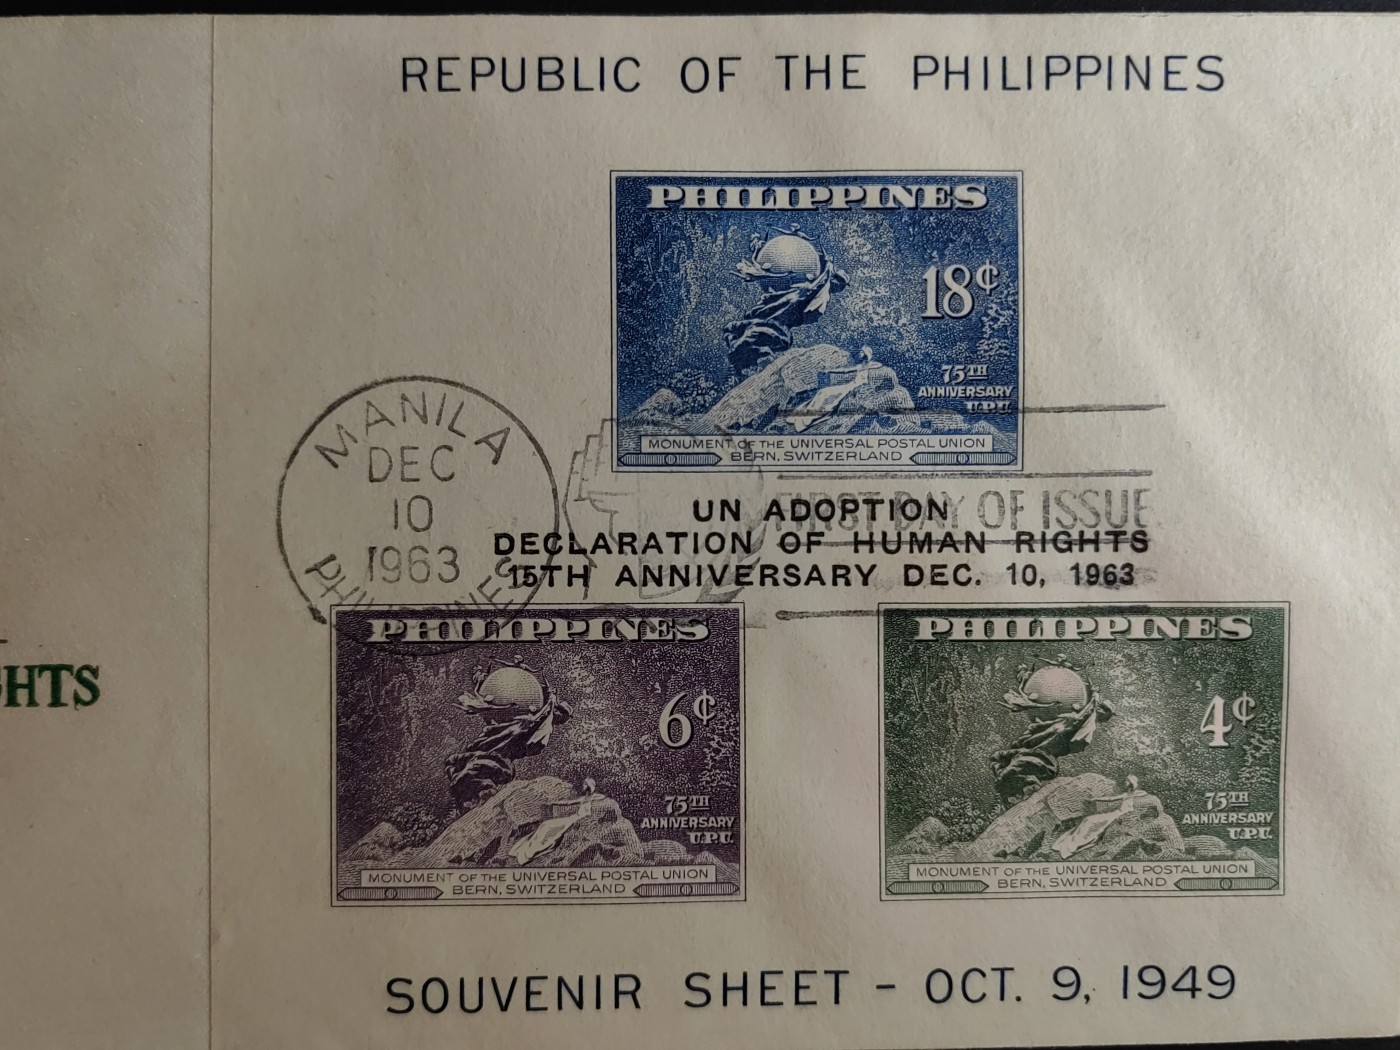 REPUBLIC OF THE PHILIPPINES
PHILIPPINES
18¢
75TH
ANNIVERSARY
U.P.U.
MONUMENT OF THE UNIVERSAL POSTAL UNION
BERN, SWITZERLAND
MANILA
DEC
10
1963
PHILIPPINES
FIRST DAY OF ISSUE
UN ADOPTION
DECLARATION OF HUMAN RIGHTS
15TH ANNIVERSARY DEC. 10, 1963
GHTS
PHILIPPINES
6¢
75TH
ANNIVERSARY
U.P.U.
MONUMENT OF THE UNIVERSAL POSTAL UNION
BERN, SWITZERLAND
PHILIPPINES
4¢
75TH
ANNIVERSARY
U.P.U.
MONUMENT OF THE UNIVERSAL POSTAL UNION
BERN, SWITZERLAND
SOUVENIR SHEET - OCT. 9, 1949